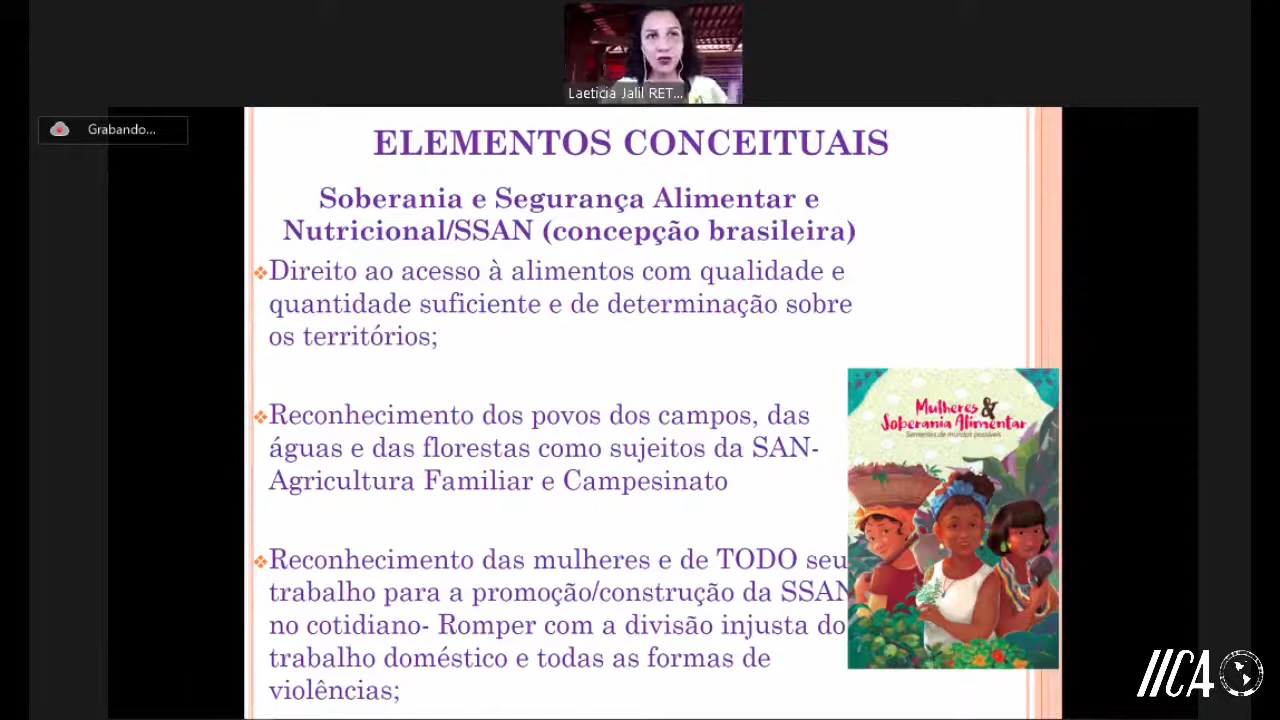 Laeticia Jalil RET...
Grabando...
ELEMENTOS CONCEITUAIS
Soberania e Segurança Alimentar e
Nutricional/SSAN (concepção brasileira)
Direito ao acesso à alimentos com qualidade e
quantidade suficiente e de determinação sobre
os territórios;
Reconhecimento dos povos dos campos, das
águas e das florestas como sujeitos da SAN-
Agricultura Familiar e Campesinato
Mulheres &
Soberania Alimentar
Sementes de mundos possíveis
Reconhecimento das mulheres e de TODO seu
trabalho para a promoção/construção da SSAN
no cotidiano- Romper com a divisão injusta do
trabalho doméstico e todas as formas de
violências;
IICA